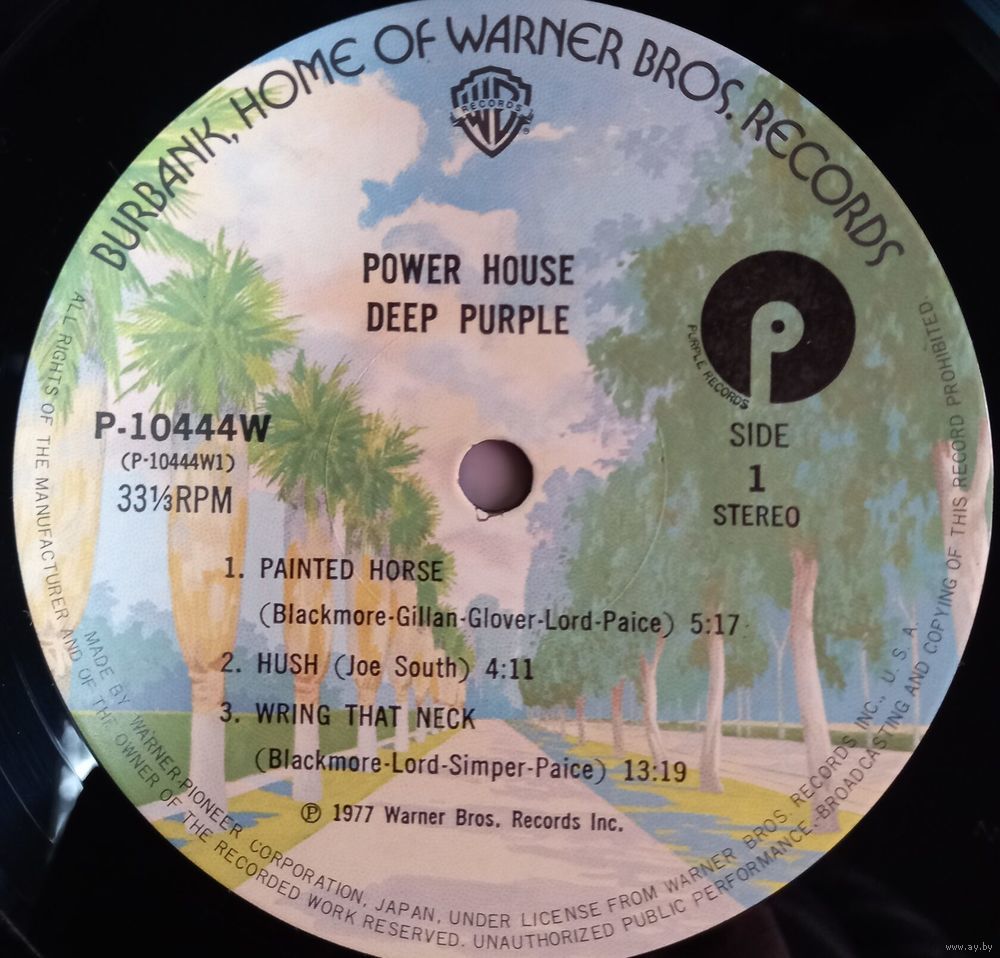 BURBANK, HOME OF WARNER BROS. RECORDS
WB
RECORDS
®
POWER HOUSE
DEEP PURPLE
P
PURPLE RECORDS
P-10444W
(P-10444W1)
33⅓RPM
SIDE
1
STEREO
1. PAINTED HORSE
(Blackmore-Gillan-Glover-Lord-Paice) 5:17
2. HUSH (Joe South) 4:11
3. WRING THAT NECK
(Blackmore-Lord-Simper-Paice) 13:19
℗ 1977 Warner Bros. Records Inc.
MADE BY WARNER-PIONEER CORPORATION, JAPAN, UNDER LICENSE FROM WARNER BROS. RECORDS INC., U. S. A.
ALL RIGHTS OF THE MANUFACTURER AND OF THE OWNER OF THE RECORDED WORK RESERVED. UNAUTHORIZED PUBLIC PERFORMANCE, BROADCASTING AND COPYING OF THIS RECORD PROHIBITED.
www.ay.by